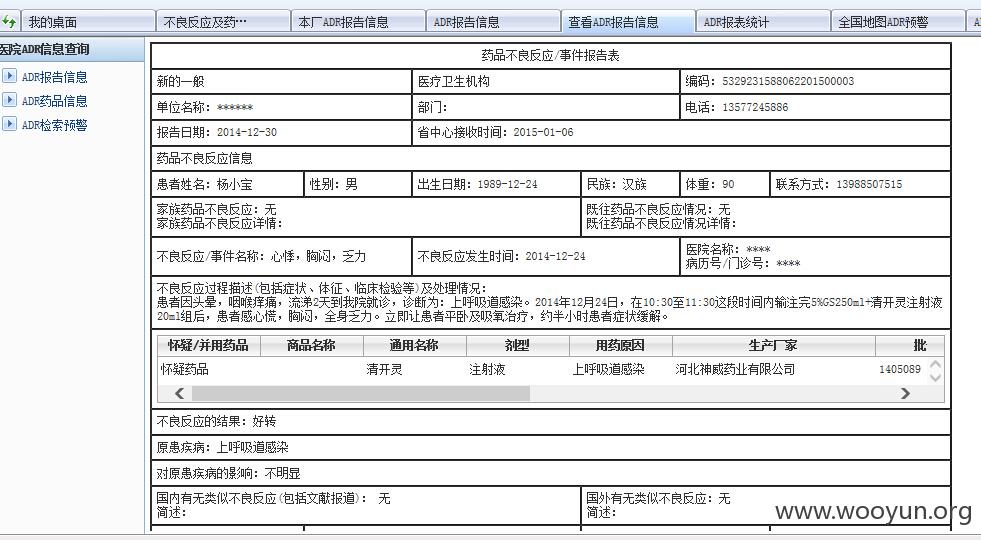 我的桌面 不良反应及药… 本厂ADR报告信息 ADR报告信息 查看ADR报告信息 ADR报表统计 全国地图ADR预警 A
医院ADR信息查询
ADR报告信息
ADR药品信息
ADR检索预警
药品不良反应/事件报告表
新的一般 医疗卫生机构 编码: 5329231588062201500003
单位名称: ****** 部门: 电话: 13577245886
报告日期: 2014-12-30 省中心接收时间: 2015-01-06
药品不良反应信息
患者姓名: 杨小宝 性别: 男 出生日期: 1989-12-24 民族: 汉族 体重: 90 联系方式: 13988507515
家族药品不良反应: 无 既往药品不良反应情况: 无
家族药品不良反应详情: 既往药品不良反应情况详情:
不良反应/事件名称: 心悸, 胸闷, 乏力 不良反应发生时间: 2014-12-24 医院名称: ****
病历号/门诊号: ****
不良反应过程描述(包括症状、体征、临床检验等)及处理情况:
患者因头晕, 咽喉痒痛, 流涕2天到我院就诊, 诊断为: 上呼吸道感染。2014年12月24日, 在10:30至11:30这段时间内输注完5%GS250ml+清开灵注射液
20ml组后, 患者感心慌, 胸闷, 全身乏力。立即让患者平卧及吸氧治疗, 约半小时患者症状缓解。
怀疑/并用药品 商品名称 通用名称 剂型 用药原因 生产厂家 批
怀疑药品 清开灵 注射液 上呼吸道感染 河北神威药业有限公司 1405089
不良反应的结果: 好转
原患疾病: 上呼吸道感染
对原患疾病的影响: 不明显
国内有无类似不良反应(包括文献报道): 无 国外有无类似不良反应: 无
简述: 简述:
www.wooyun.org